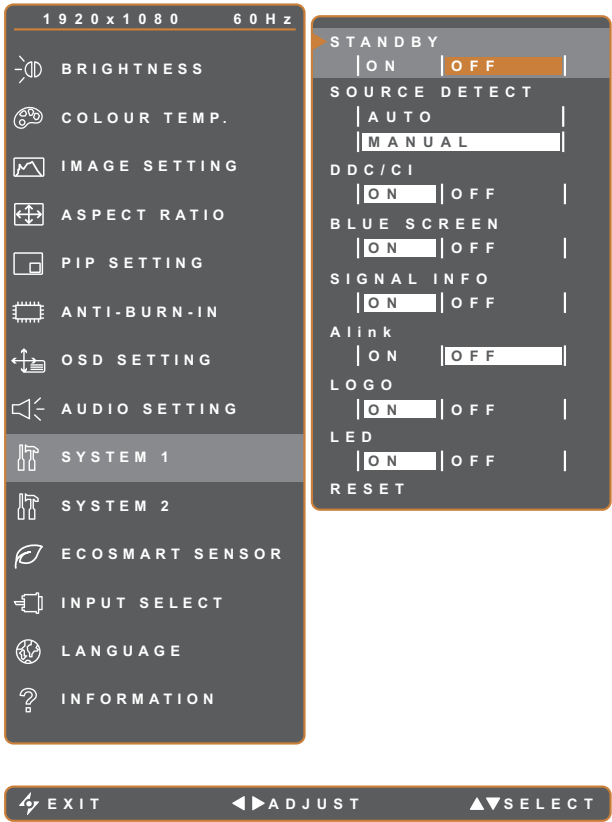 1920x1080 60Hz
BRIGHTNESS
COLOUR TEMP.
IMAGE SETTING
ASPECT RATIO
PIP SETTING
ANTI-BURN-IN
OSD SETTING
AUDIO SETTING
SYSTEM 1
SYSTEM 2
ECOSMART SENSOR
INPUT SELECT
LANGUAGE
INFORMATION
STANDBY
ON OFF
SOURCE DETECT
AUTO
MANUAL
DDC/CI
ON OFF
BLUE SCREEN
ON OFF
SIGNAL INFO
ON OFF
Alink
ON OFF
LOGO
ON OFF
LED
ON OFF
RESET
EXIT ADJUST SELECT